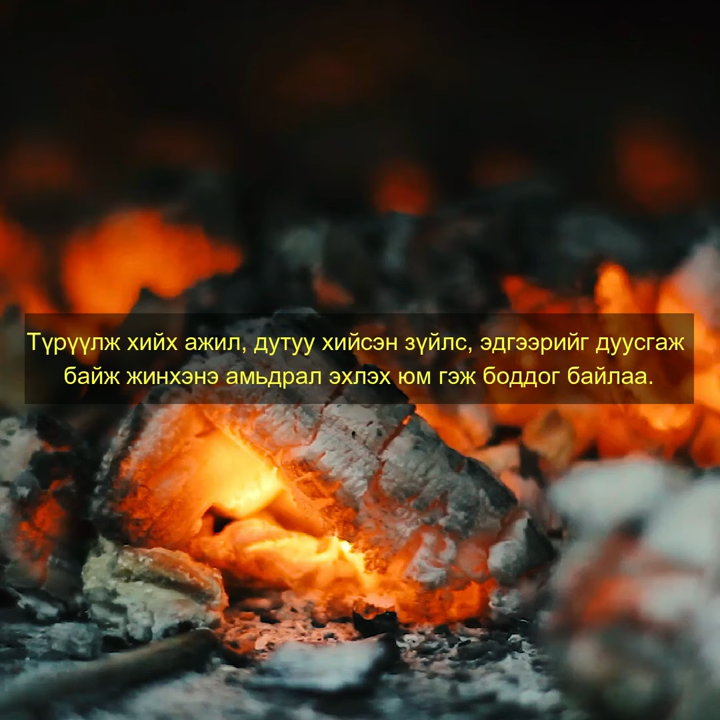 Түрүүлж хийх ажил, дутуу хийсэн зүйлс, эдгээрийг дуусгаж
байж жинхэнэ амьдрал эхлэх юм гэж боддог байлаа.